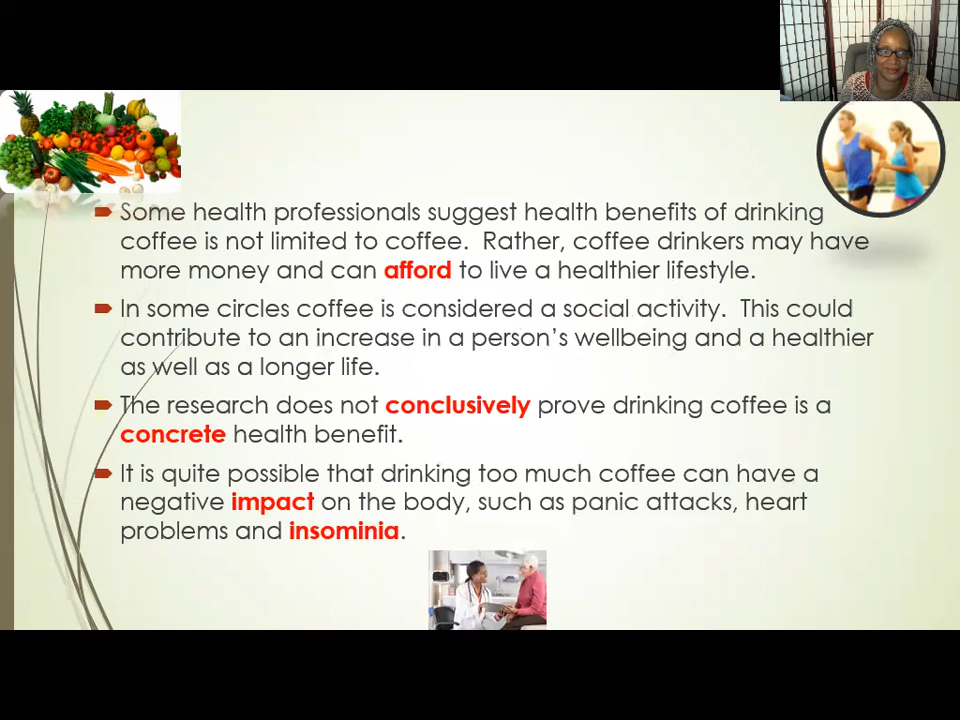 Some health professionals suggest health benefits of drinking
coffee is not limited to coffee.  Rather, coffee drinkers may have
more money and can afford to live a healthier lifestyle.
In some circles coffee is considered a social activity.  This could
contribute to an increase in a person's wellbeing and a healthier
as well as a longer life.
The research does not conclusively prove drinking coffee is a
concrete health benefit.
It is quite possible that drinking too much coffee can have a
negative impact on the body, such as panic attacks, heart
problems and insominia.